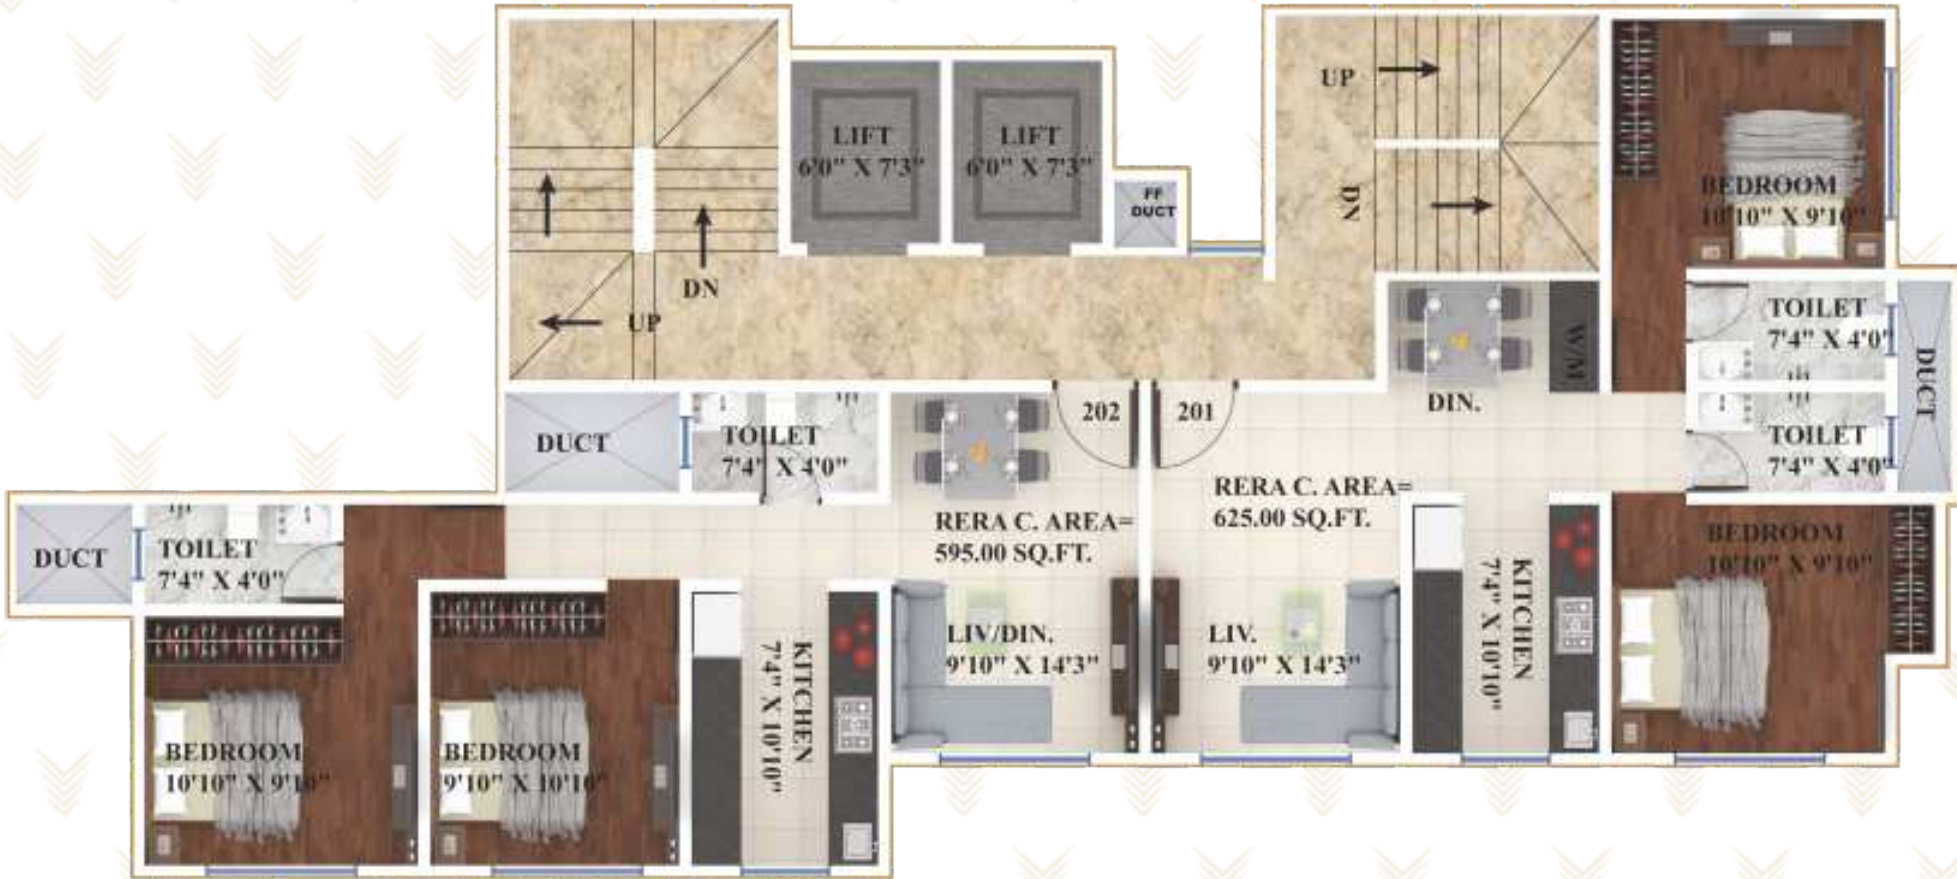 UP
LIFT
6'0" X 7'3"
LIFT
6'0" X 7'3"
FF
DUCT
DN
BEDROOM
10'10" X 9'10"
DN
UP
TOILET
7'4" X 4'0"
W/M
DUCT
DIN.
202
201
DUCT
TOILET
7'4" X 4'0"
TOILET
7'4" X 4'0"
RERA C. AREA=
595.00 SQ.FT.
RERA C. AREA=
625.00 SQ.FT.
DUCT
TOILET
7'4" X 4'0"
BEDROOM
10'10" X 9'10"
KITCHEN
7'4" X 10'10"
LIV/DIN.
9'10" X 14'3"
LIV.
9'10" X 14'3"
KITCHEN
7'4" X 10'10"
BEDROOM
10'10" X 9'10"
BEDROOM
9'10" X 10'10"